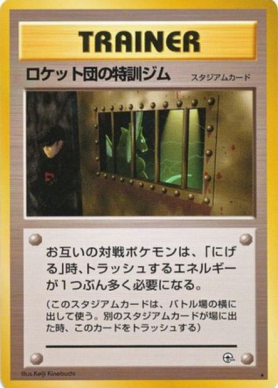 TRAINER
ロケット団の特訓ジム
スタジアムカード
お互いの対戦ポケモンは、「にげ
る」時、トラッシュするエネルギー
が1つぶん多く必要になる。
(このスタジアムカードは、バトル場の横に
出して使う。別のスタジアムカードが場に出
た時、このカードをトラッシュする)
Illus. Keiji Kinebuchi